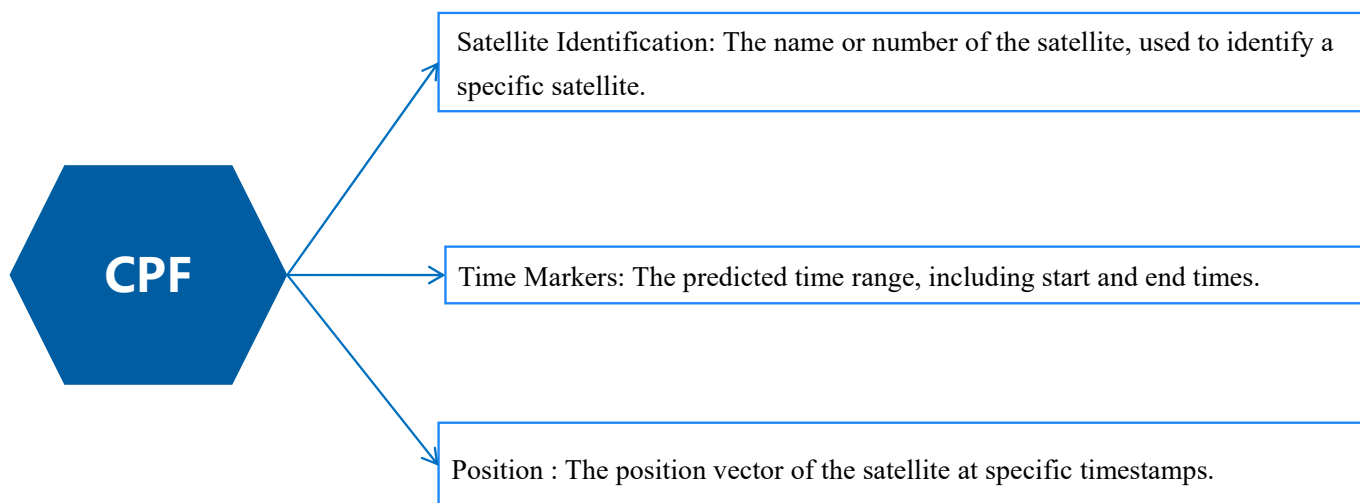 Satellite Identification: The name or number of the satellite, used to identify a
specific satellite.
CPF
Time Markers: The predicted time range, including start and end times.
Position : The position vector of the satellite at specific timestamps.